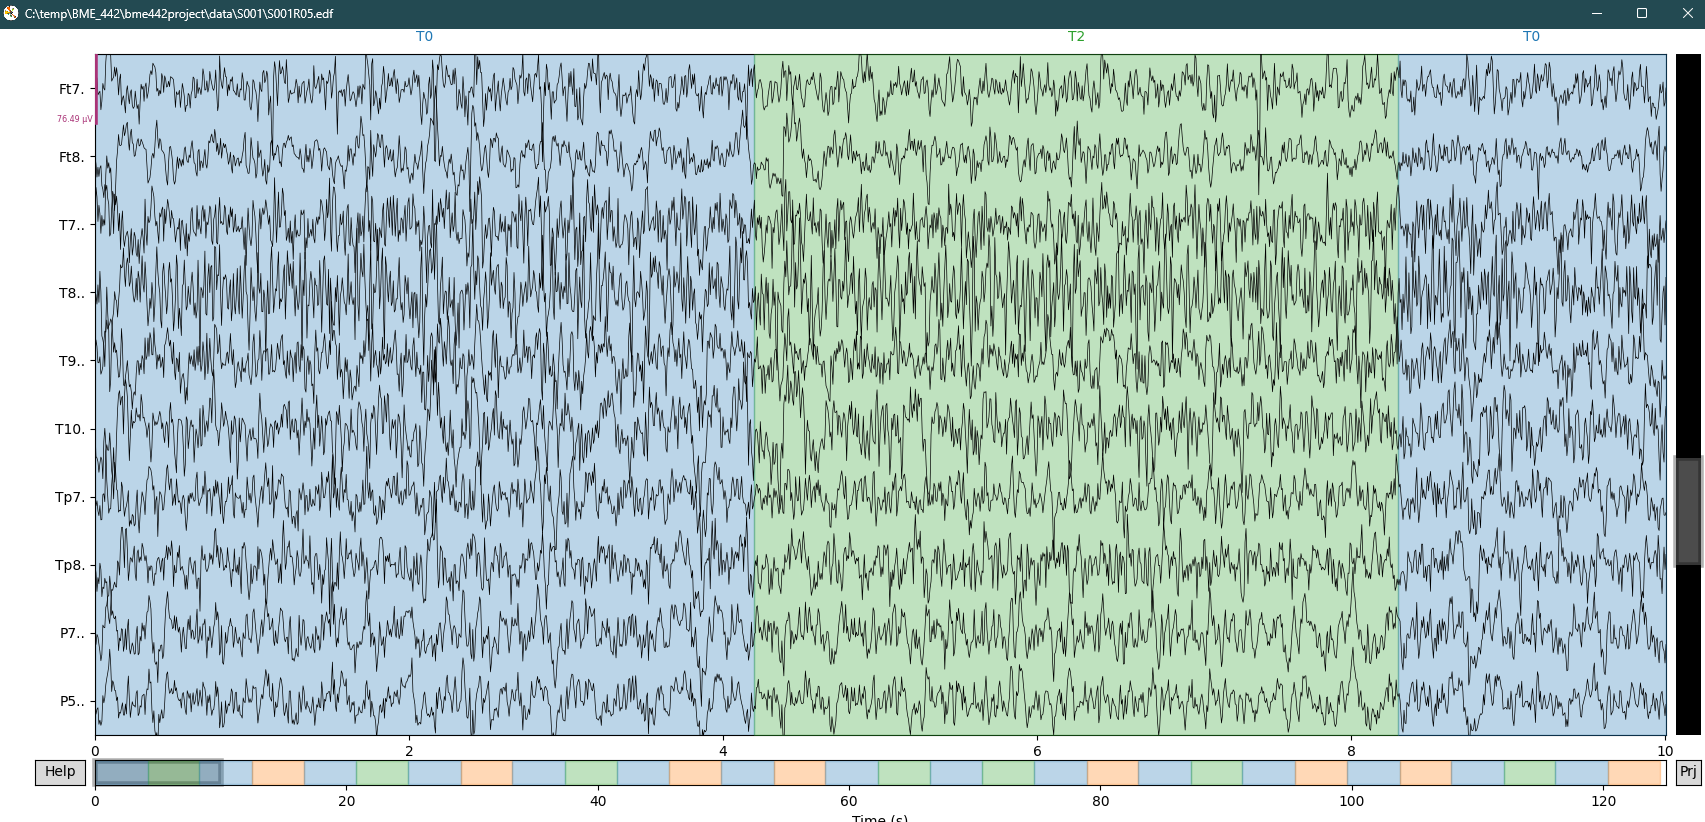 C:\temp\BME_442\bme442project\data\S001\S001R05.edf
T0 T2 T0
Ft7.
76.49 µV
Ft8.
T7..
T8..
T9..
T10.
Tp7.
Tp8.
P7..
P5..
0 2 4 6 8 10
Help Prj
0 20 40 60 80 100 120
Time (s)